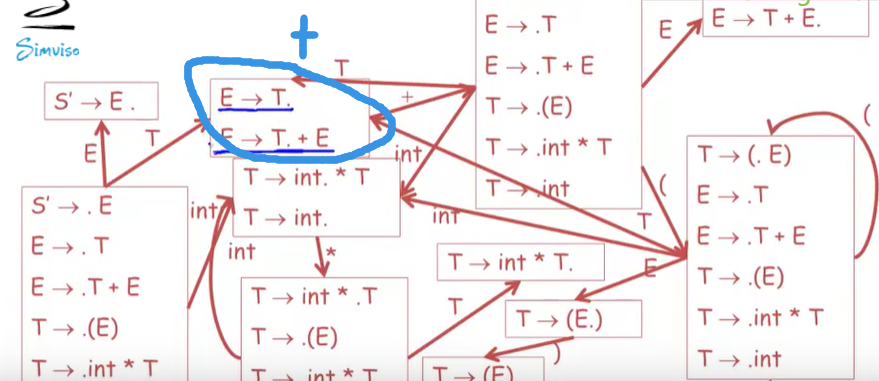 Simviso
+
S' → E .
E → T.
E → T. + E
T → int. * T
T → int.
E → .T
E → .T + E
T → .(E)
T → .int * T
T → .int
E → T + E.
S' → . E
E → . T
E → .T + E
T → .(E)
T → .int * T
T → int * .T
T → .(E)
T → .int * T
T → int * T.
T → (E.)
T → (E)
T → (. E)
E → .T
E → .T + E
T → .(E)
T → .int * T
T → .int
E
T
T
+
int
int
int
int
*
T
E
(
T
E
)
(